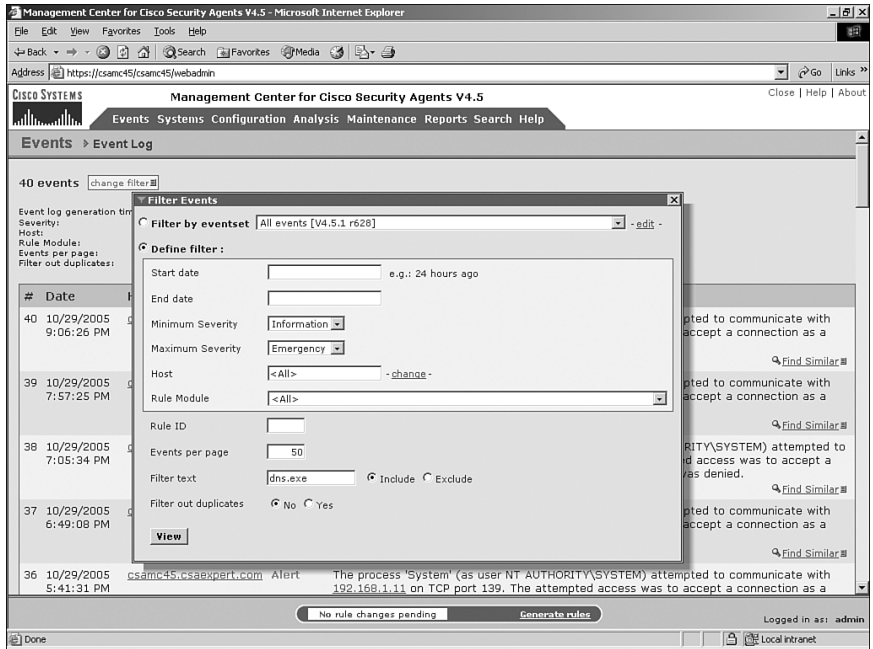 Management Center for Cisco Security Agents V4.5 - Microsoft Internet Explorer
File Edit View Favorites Tools Help
Back Search Favorites Media
Address https://csamc45/csamc45/webadmin Go Links »
CISCO SYSTEMS
Management Center for Cisco Security Agents V4.5
Close | Help | About
Events Systems Configuration Analysis Maintenance Reports Search Help
Events > Event Log
40 events change filter
Event log generation tim
Severity:
Host:
Rule Module:
Events per page:
Filter out duplicates:
Filter Events
Filter by eventset All events [V4.5.1 r628] - edit -
Define filter :
Start date e.g.: 24 hours ago
End date
Minimum Severity Information
Maximum Severity Emergency
Host <All> - change -
Rule Module <All>
Rule ID
Events per page 50
Filter text dns.exe Include Exclude
Filter out duplicates No Yes
View
# Date H
40 10/29/2005 9:06:26 PM
pted to communicate with
accept a connection as a
Find Similar
39 10/29/2005 7:57:25 PM
pted to communicate with
accept a connection as a
Find Similar
38 10/29/2005 7:05:34 PM
RITY\SYSTEM) attempted to
d access was to accept a
as denied.
Find Similar
37 10/29/2005 6:49:08 PM
pted to communicate with
accept a connection as a
Find Similar
36 10/29/2005 5:41:31 PM csamc45.csaexpert.com Alert
The process 'System' (as user NT AUTHORITY\SYSTEM) attempted to communicate with
192.168.1.11 on TCP port 139. The attempted access was to accept a connection as a
No rule changes pending Generate rules
Logged in as: admin
Done Local intranet